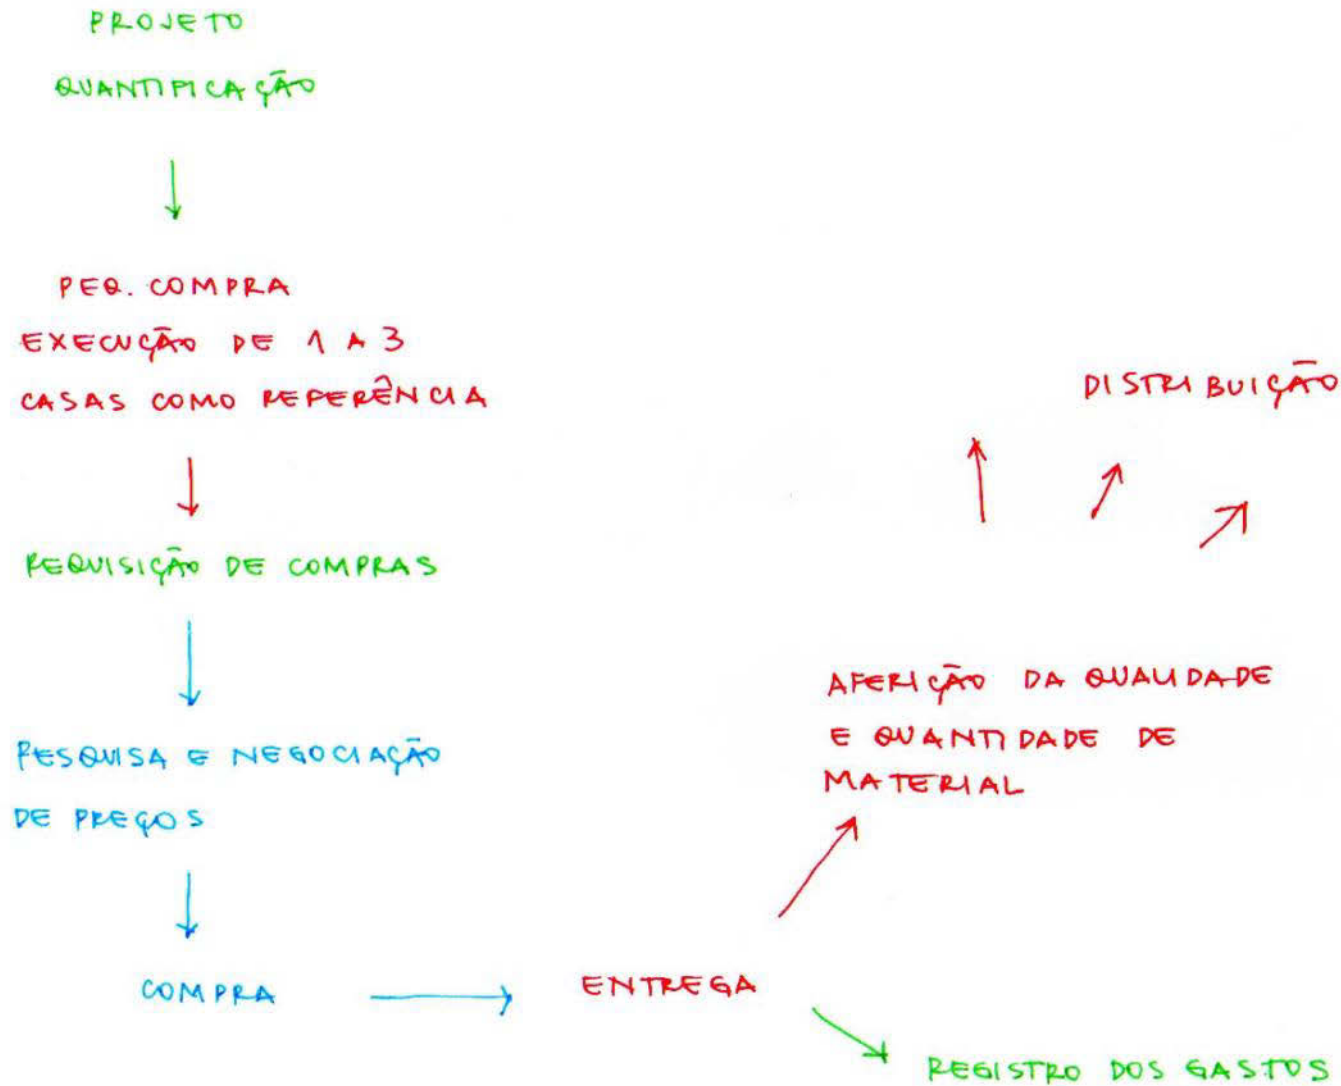 PROJETO
QUANTIFICAÇÃO
PEQ. COMPRA
EXECUÇÃO DE 1 A 3
CASAS COMO REFERÊNCIA
REQUISIÇÃO DE COMPRAS
PESQUISA E NEGOCIAÇÃO
DE PREÇOS
COMPRA
ENTREGA
AFERIÇÃO DA QUALIDADE
E QUANTIDADE DE
MATERIAL
DISTRIBUIÇÃO
REGISTRO DOS GASTOS